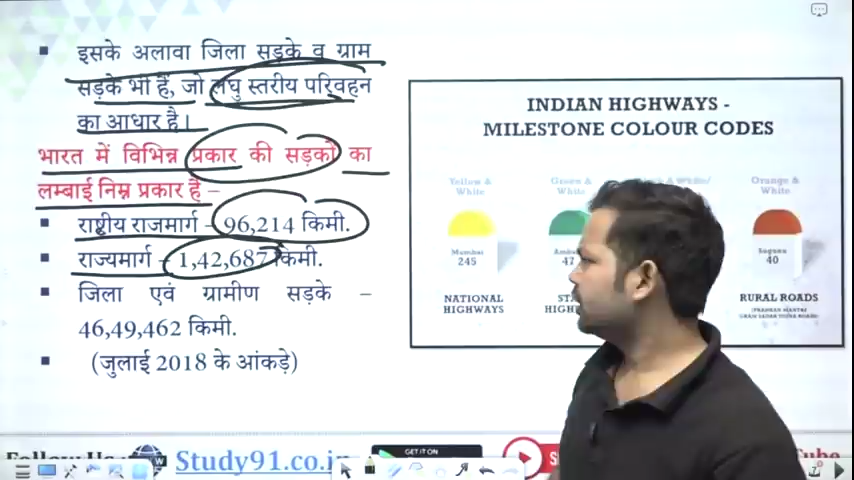 इसके अलावा जिला सड़के व ग्राम
सड़के भी हैं, जो लघु स्तरीय परिवहन
का आधार है।
भारत में विभिन्न प्रकार की सड़कों का
लम्बाई निम्न प्रकार हैं –
राष्ट्रीय राजमार्ग – 96,214 किमी.
राज्यमार्ग – 1,42,687 किमी.
जिला एवं ग्रामीण सड़के –
46,49,462 किमी.
(जुलाई 2018 के आंकड़े)
INDIAN HIGHWAYS -
MILESTONE COLOUR CODES
Yellow &
White
Mumbai
245
NATIONAL
HIGHWAYS
Green &
White
47
Orange &
White
40
RURAL ROADS
Study91.co.in
GET IT ON